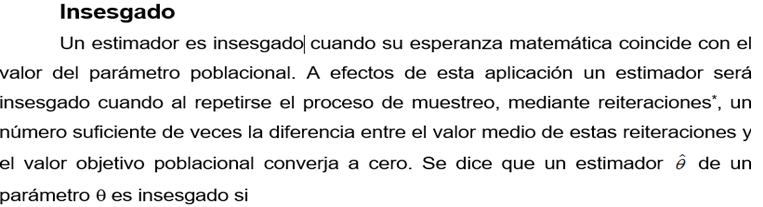 Insesgado
Un estimador es insesgado cuando su esperanza matemática coincide con el
valor del parámetro poblacional. A efectos de esta aplicación un estimador será
insesgado cuando al repetirse el proceso de muestreo, mediante reiteraciones*, un
número suficiente de veces la diferencia entre el valor medio de estas reiteraciones y
el valor objetivo poblacional converja a cero. Se dice que un estimador θ̂ de un
parámetro θ es insesgado si